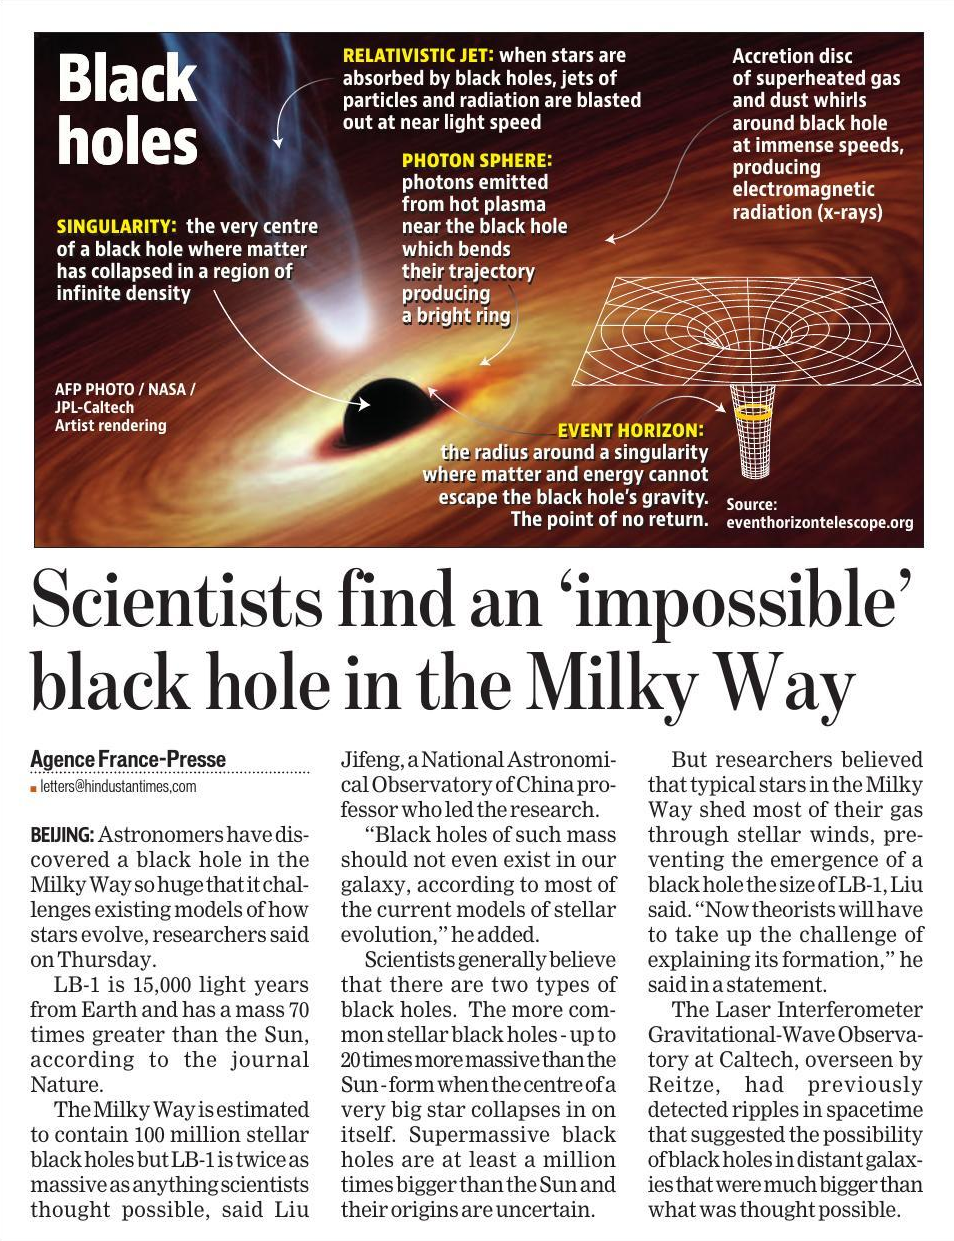 Black
holes
RELATIVISTIC JET: when stars are
absorbed by black holes, jets of
particles and radiation are blasted
out at near light speed
Accretion disc
of superheated gas
and dust whirls
around black hole
at immense speeds,
producing
electromagnetic
radiation (x-rays)
PHOTON SPHERE:
photons emitted
from hot plasma
near the black hole
which bends
their trajectory
producing
a bright ring
SINGULARITY: the very centre
of a black hole where matter
has collapsed in a region of
infinite density
AFP PHOTO / NASA /
JPL-Caltech
Artist rendering
EVENT HORIZON:
the radius around a singularity
where matter and energy cannot
escape the black hole's gravity.
The point of no return.
Source:
eventhorizontelescope.org
Scientists find an ‘impossible’
black hole in the Milky Way
Agence France-Presse
letters@hindustantimes,com
BEIJING: Astronomers have dis-
covered a black hole in the
Milky Way so huge that it chal-
lenges existing models of how
stars evolve, researchers said
on Thursday.
LB-1 is 15,000 light years
from Earth and has a mass 70
times greater than the Sun,
according to the journal
Nature.
The Milky Way is estimated
to contain 100 million stellar
black holes but LB-1 is twice as
massive as anything scientists
thought possible, said Liu
Jifeng, a National Astronomi-
cal Observatory of China pro-
fessor who led the research.
“Black holes of such mass
should not even exist in our
galaxy, according to most of
the current models of stellar
evolution,” he added.
Scientists generally believe
that there are two types of
black holes. The more com-
mon stellar black holes - up to
20 times more massive than the
Sun - form when the centre of a
very big star collapses in on
itself. Supermassive black
holes are at least a million
times bigger than the Sun and
their origins are uncertain.
But researchers believed
that typical stars in the Milky
Way shed most of their gas
through stellar winds, pre-
venting the emergence of a
black hole the size of LB-1, Liu
said. “Now theorists will have
to take up the challenge of
explaining its formation,” he
said in a statement.
The Laser Interferometer
Gravitational-Wave Observa-
tory at Caltech, overseen by
Reitze, had previously
detected ripples in spacetime
that suggested the possibility
of black holes in distant galax-
ies that were much bigger than
what was thought possible.